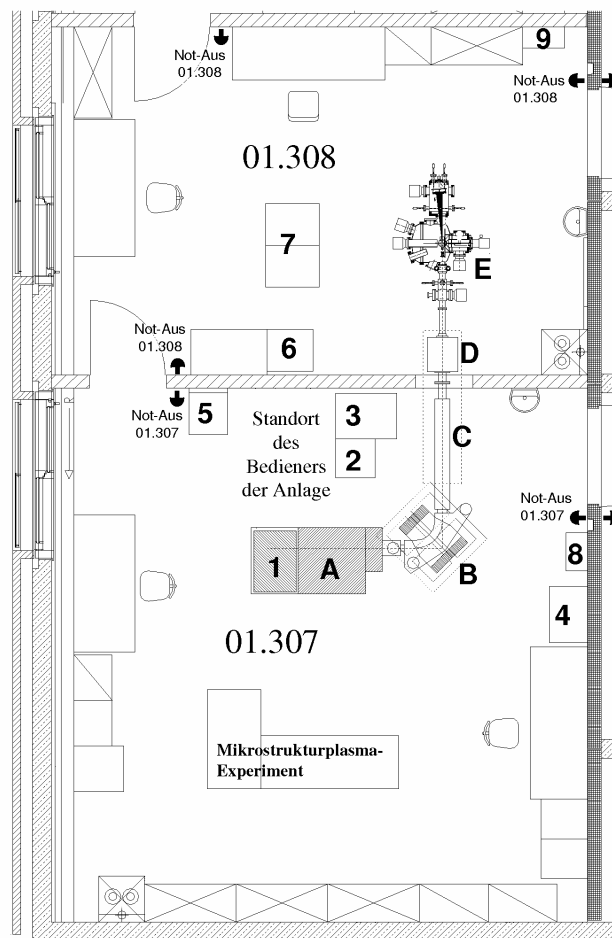 Not-Aus
01.308
9
Not-Aus
01.308
01.308
7
E
Not-Aus
01.308
6
D
Not-Aus
01.307
5
3
Standort
des
Bedieners
der Anlage
2
C
R
Not-Aus
01.307
8
1
A
B
4
01.307
Mikrostrukturplasma-
Experiment